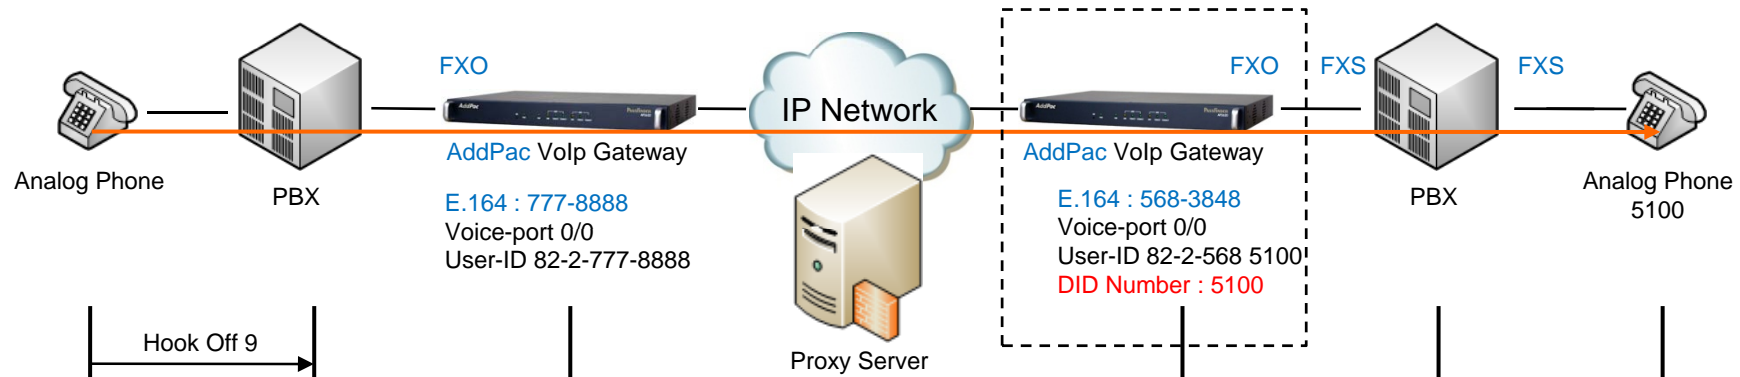 FXO
FXO
FXS
FXS
AddPac
AddPac
IP Network
AddPac VoIp Gateway
AddPac VoIp Gateway
Analog Phone
PBX
E.164 : 777-8888
Voice-port 0/0
User-ID 82-2-777-8888
E.164 : 568-3848
Voice-port 0/0
User-ID 82-2-568 5100
DID Number : 5100
PBX
Analog Phone
5100
Hook Off 9
Proxy Server